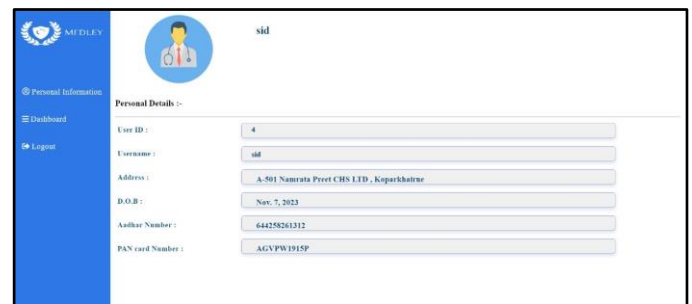 MEDLEY
sid
Personal Information
Dashboard
Logout
Personal Details :-
User ID : 4
Username : sid
Address : A-501 Namrata Preet CHS LTD , Koparkhairne
D.O.B : Nov. 7, 2023
Aadhar Number : 644258261312
PAN card Number : AGVPW1915P